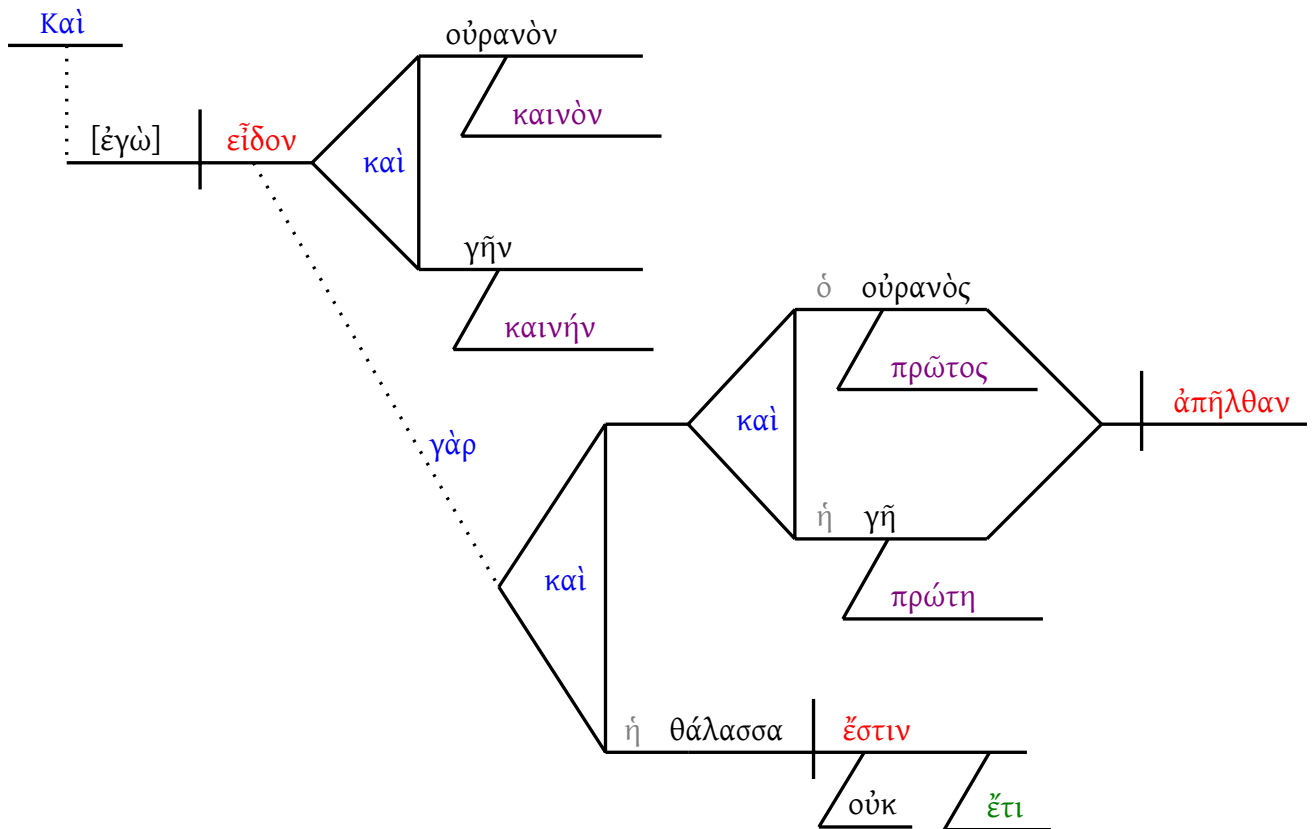 Καὶ
οὐρανὸν
καινὸν
[ἐγὼ] εἶδον
καὶ
γῆν
καινήν
ὁ οὐρανὸς
πρῶτος
ἀπῆλθαν
καὶ
γὰρ
ἡ γῆ
πρώτη
καὶ
ἡ θάλασσα ἔστιν
οὐκ ἔτι